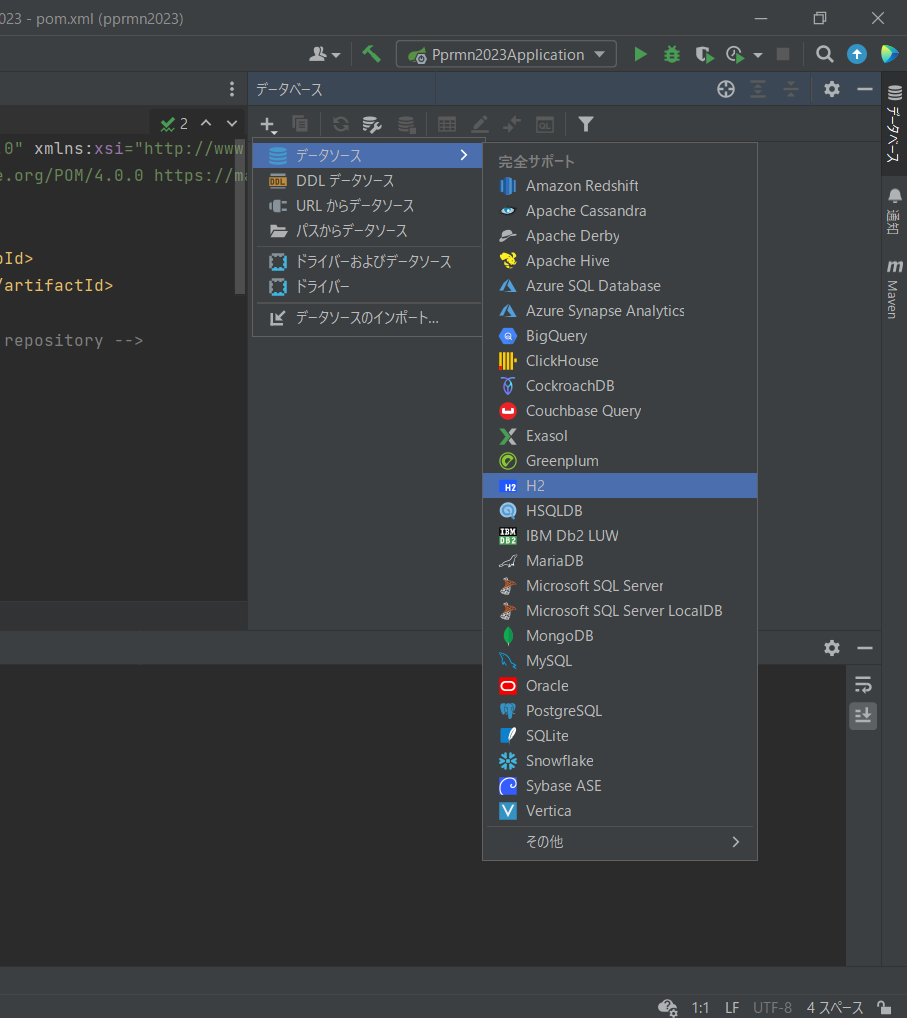 023 - pom.xml (pprmn2023)
Pprmn2023Application
データベース
2
0" xmlns:xsi="http://www
e.org/POM/4.0.0 https://ma
pId>
/artifactId>
repository -->
データソース
DDL データソース
URL からデータソース
パスからデータソース
ドライバーおよびデータソース
ドライバー
データソースのインポート...
完全サポート
Amazon Redshift
Apache Cassandra
Apache Derby
Apache Hive
Azure SQL Database
Azure Synapse Analytics
BigQuery
ClickHouse
CockroachDB
Couchbase Query
Exasol
Greenplum
H2
HSQLDB
IBM Db2 LUW
MariaDB
Microsoft SQL Server
Microsoft SQL Server LocalDB
MongoDB
MySQL
Oracle
PostgreSQL
SQLite
Snowflake
Sybase ASE
Vertica
その他
データベース
通知
Maven
1:1 LF UTF-8 4 スペース